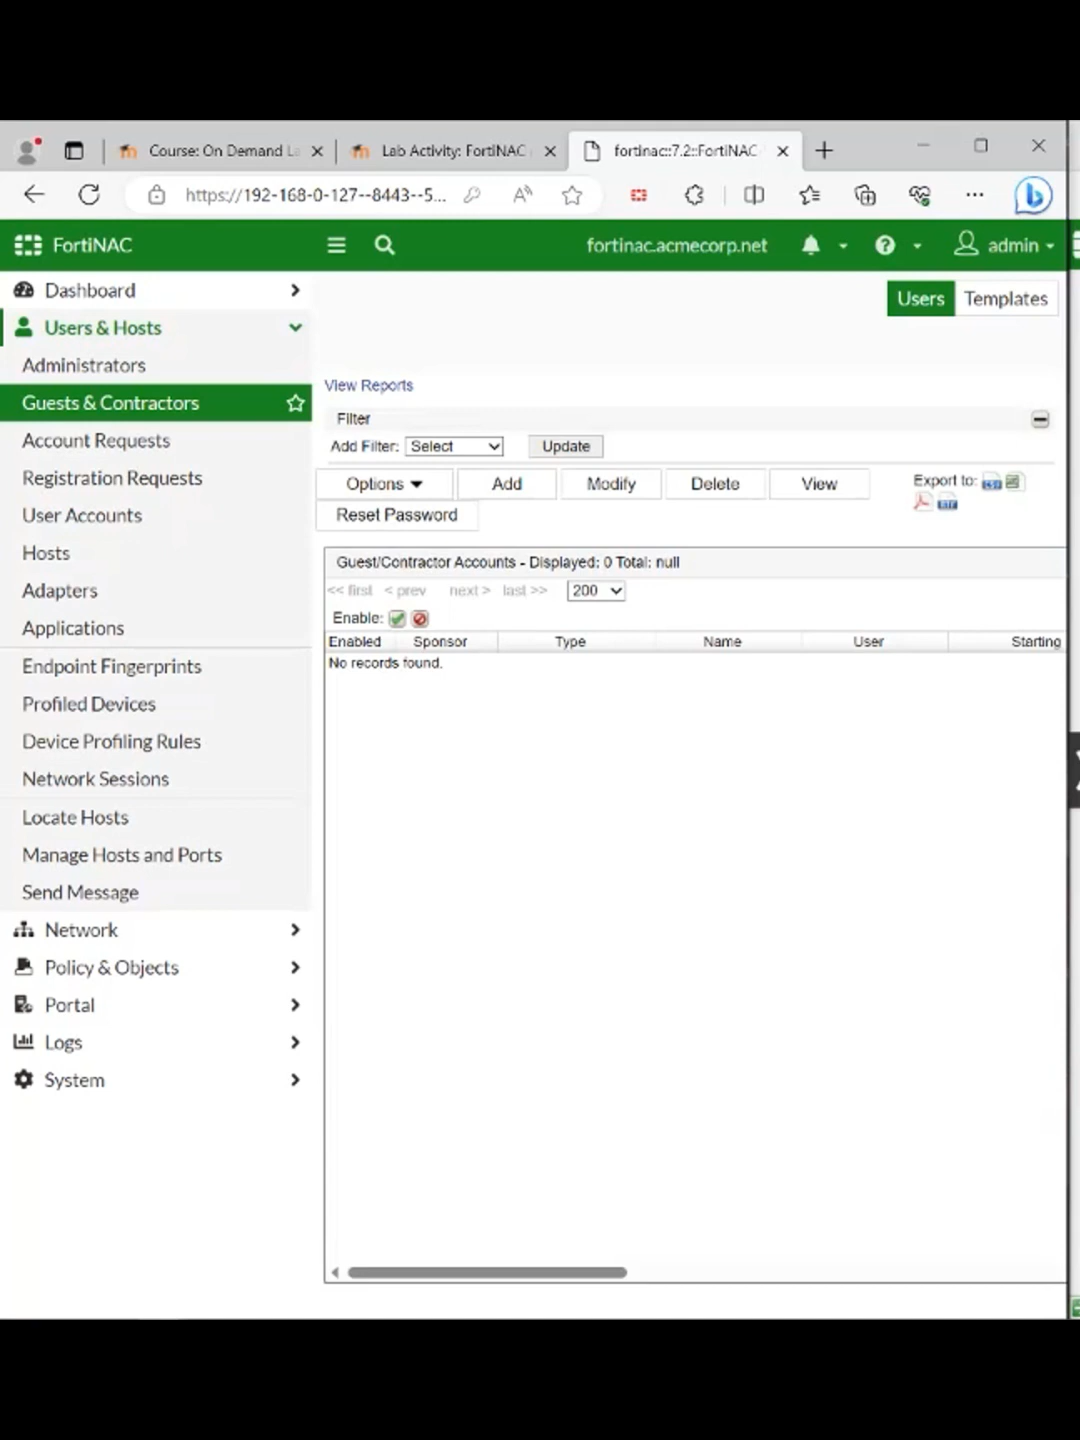 Course: On Demand La
Lab Activity: FortiNAC
fortinac::7.2::FortiNAC
https://192-168-0-127--8443--5...
FortiNAC
fortinac.acmecorp.net
admin
Dashboard
Users & Hosts
Administrators
Guests & Contractors
Account Requests
Registration Requests
User Accounts
Hosts
Adapters
Applications
Endpoint Fingerprints
Profiled Devices
Device Profiling Rules
Network Sessions
Locate Hosts
Manage Hosts and Ports
Send Message
Network
Policy & Objects
Portal
Logs
System
Users
Templates
View Reports
Filter
Add Filter: Select
Update
Options
Add
Modify
Delete
View
Export to:
Reset Password
Guest/Contractor Accounts - Displayed: 0 Total: null
<< first < prev next > last >> 200
Enable:
Enabled Sponsor Type Name User Starting
No records found.